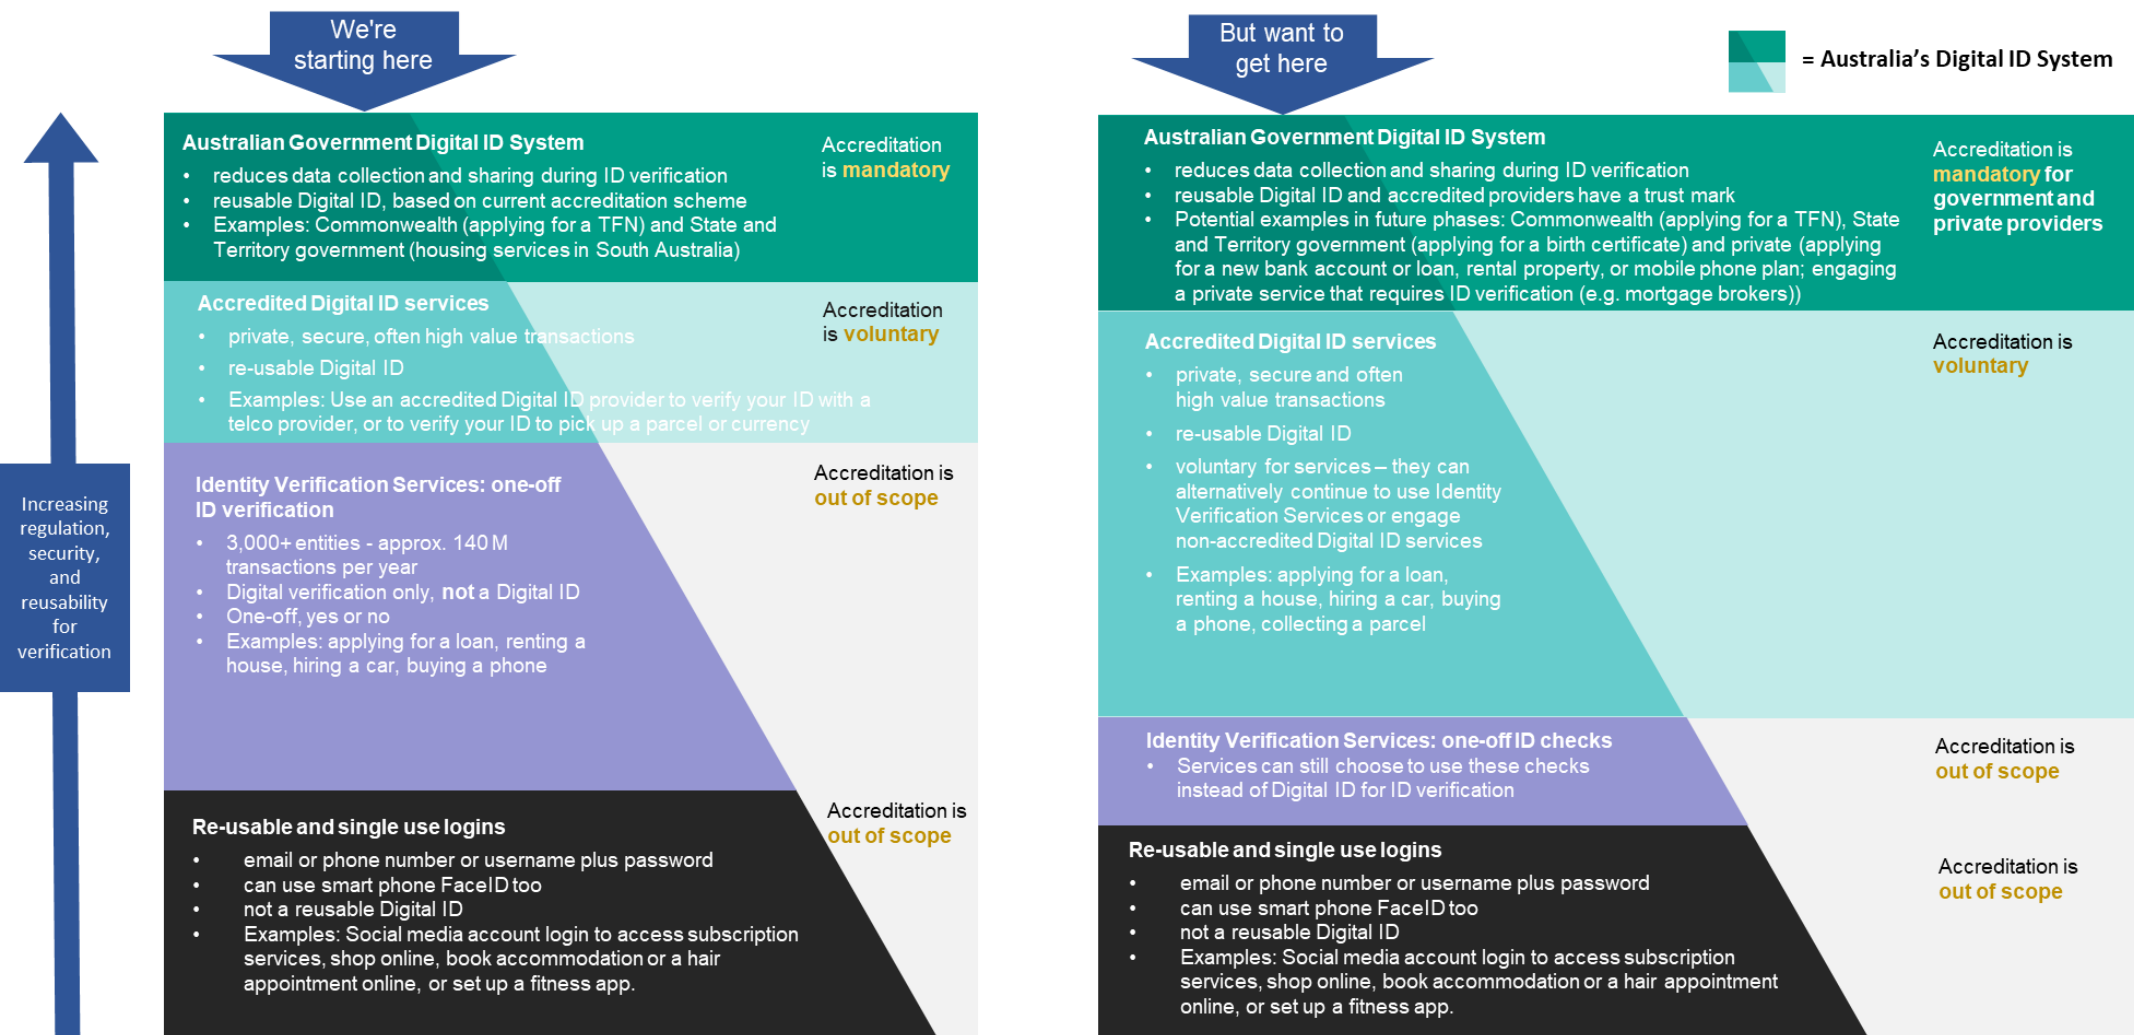 We're
starting here
But want to
get here
= Australia's Digital ID System
Increasing
regulation,
security,
and
reusability
for
verification
Australian Government Digital ID System
• reduces data collection and sharing during ID verification
• reusable Digital ID, based on current accreditation scheme
• Examples: Commonwealth (applying for a TFN) and State and
Territory government (housing services in South Australia)
Accreditation
is mandatory
Accredited Digital ID services
• private, secure, often high value transactions
• re-usable Digital ID
• Examples: Use an accredited Digital ID provider to verify your ID with a
telco provider, or to verify your ID to pick up a parcel or currency
Accreditation
is voluntary
Identity Verification Services: one-off
ID verification
• 3,000+ entities - approx. 140 M
transactions per year
• Digital verification only, not a Digital ID
• One-off, yes or no
• Examples: applying for a loan, renting a
house, hiring a car, buying a phone
Accreditation is
out of scope
Re-usable and single use logins
• email or phone number or username plus password
• can use smart phone FaceID too
• not a reusable Digital ID
• Examples: Social media account login to access subscription
services, shop online, book accommodation or a hair
appointment online, or set up a fitness app.
Accreditation is
out of scope
Australian Government Digital ID System
• reduces data collection and sharing during ID verification
• reusable Digital ID and accredited providers have a trust mark
• Potential examples in future phases: Commonwealth (applying for a TFN), State
and Territory government (applying for a birth certificate) and private (applying
for a new bank account or loan, rental property, or mobile phone plan; engaging
a private service that requires ID verification (e.g. mortgage brokers))
Accreditation is
mandatory for
government and
private providers
Accredited Digital ID services
• private, secure and often
high value transactions
• re-usable Digital ID
• voluntary for services – they can
alternatively continue to use Identity
Verification Services or engage
non-accredited Digital ID services
• Examples: applying for a loan,
renting a house, hiring a car, buying
a phone, collecting a parcel
Accreditation is
voluntary
Identity Verification Services: one-off ID checks
• Services can still choose to use these checks
instead of Digital ID for ID verification
Accreditation is
out of scope
Re-usable and single use logins
• email or phone number or username plus password
• can use smart phone FaceID too
• not a reusable Digital ID
• Examples: Social media account login to access subscription
services, shop online, book accommodation or a hair appointment
online, or set up a fitness app.
Accreditation is
out of scope